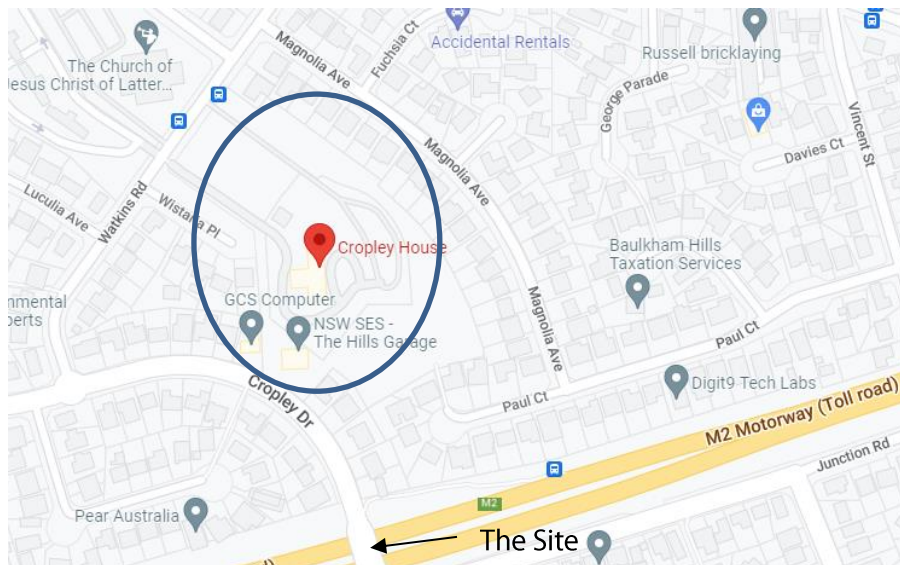 Magnolia Ave
Fuchsia Ct
Accidental Rentals
Russell bricklaying
The Church of
Jesus Christ of Latter...
George Parade
Vincent St
Davies Ct
Magnolia Ave
Luculia Ave
Watkins Rd
Wistaria Pl
Cropley House
Baulkham Hills
Taxation Services
GCS Computer
NSW SES -
The Hills Garage
Magnolia Ave
Paul Ct
Cropley Dr
Paul Ct
Digit9 Tech Labs
M2 Motorway (Toll road)
Junction Rd
M2
Pear Australia
The Site